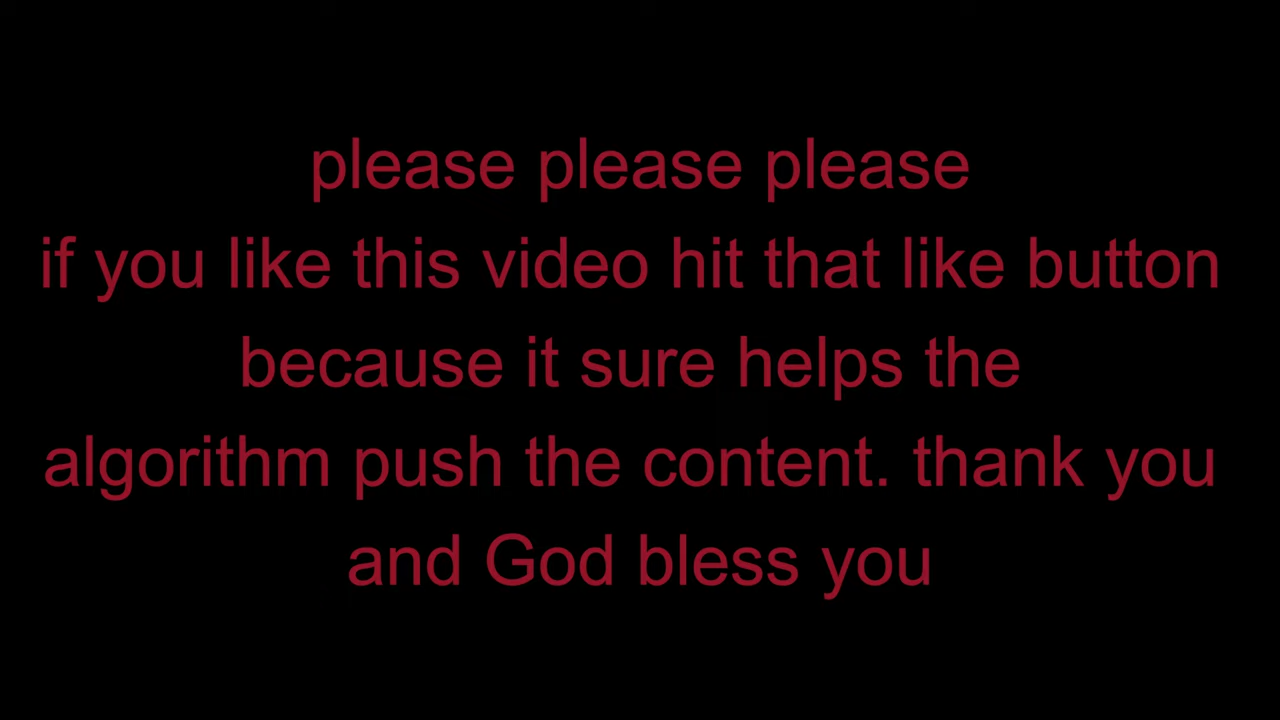 please please please
if you like this video hit that like button
because it sure helps the
algorithm push the content. thank you
and God bless you